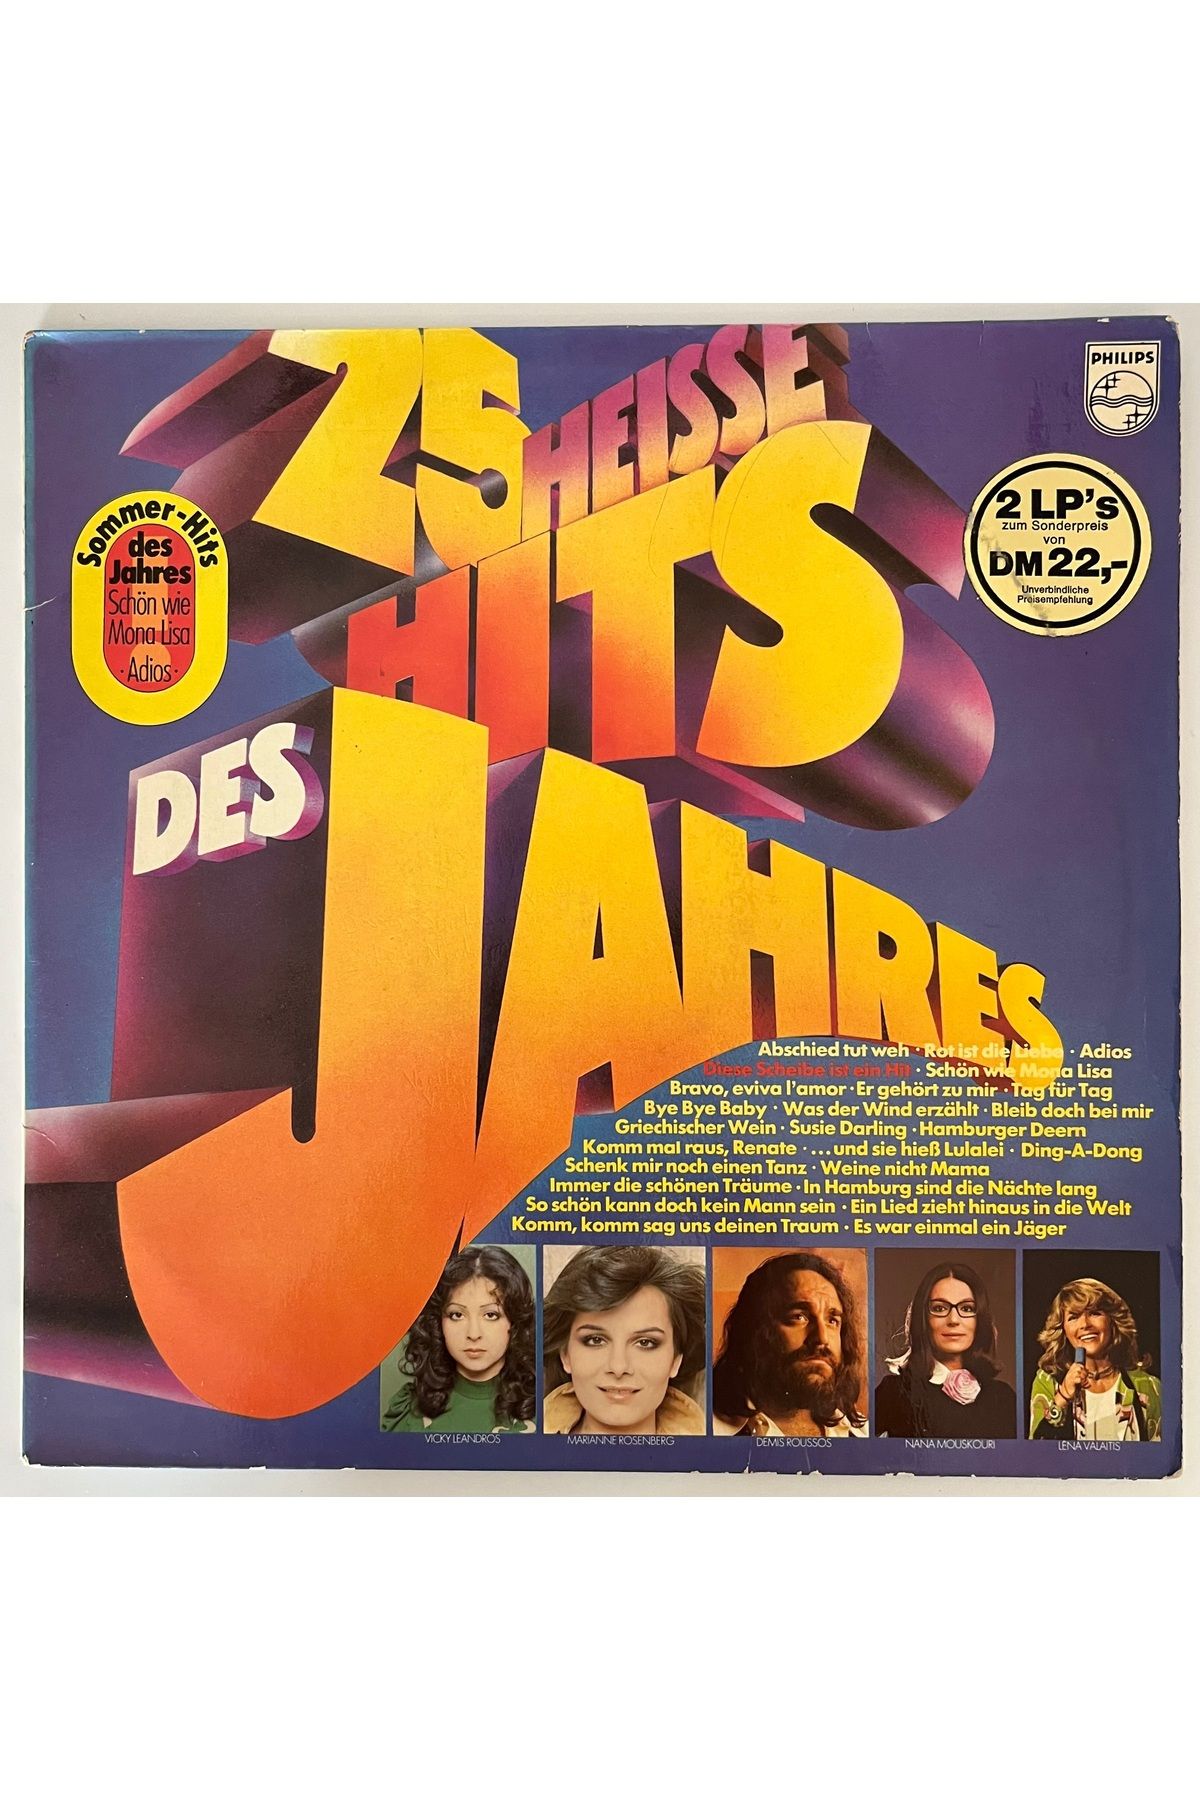 25 HEISSE
HITS
DES
JAHRES
PHILIPS
Sommer-Hits
des
Jahres
Schön wie
Mona Lisa
· Adios ·
2 LP's
zum Sonderpreis
von
DM 22,-
Unverbindliche
Preisempfehlung
Abschied tut weh · Rot ist die Liebe · Adios
Diese Scheibe ist ein Hit · Schön wie Mona Lisa
Bravo, eviva l'amor · Er gehört zu mir · Tag für Tag
Bye Bye Baby · Was der Wind erzählt · Bleib doch bei mir
Griechischer Wein · Susie Darling · Hamburger Deern
Komm mal raus, Renate · ...und sie hieß Lulalei · Ding-A-Dong
Schenk mir noch einen Tanz · Weine nicht Mama
Immer die schönen Träume · In Hamburg sind die Nächte lang
So schön kann doch kein Mann sein · Ein Lied zieht hinaus in die Welt
Komm, komm sag uns deinen Traum · Es war einmal ein Jäger
VICKY LEANDROS
MARIANNE ROSENBERG
DEMIS ROUSSOS
NANA MOUSKOURI
LENA VALAITIS